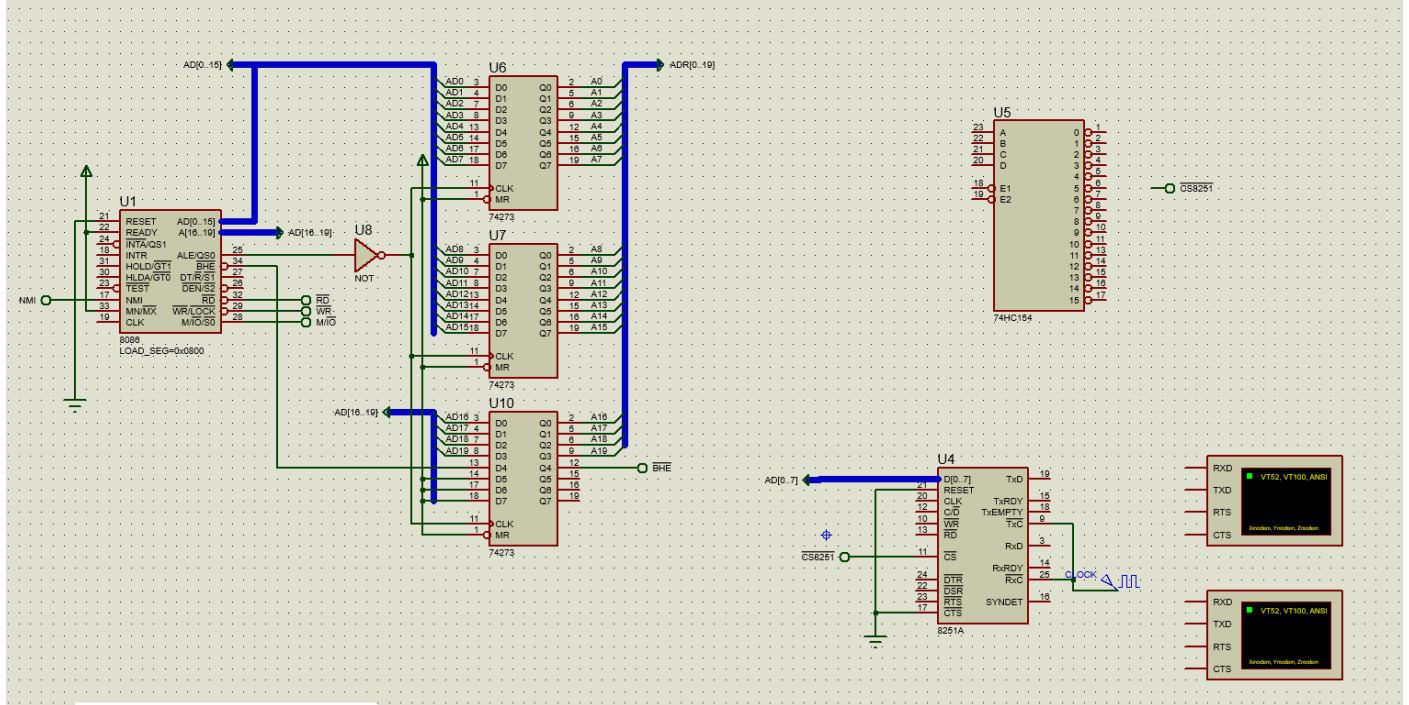 AD[0..15]
ADR[0..19]
U6
AD0 3 D0 Q0 2 A0
AD1 4 D1 Q1 5 A1
AD2 7 D2 Q2 6 A2
AD3 8 D3 Q3 9 A3
AD4 13 D4 Q4 12 A4
AD5 14 D5 Q5 15 A5
AD6 17 D6 Q6 16 A6
AD7 18 D7 Q7 19 A7
11 CLK
1 MR
74273
U1
21 RESET AD[0..15]
22 READY A[16..19] AD[16..19]
24 INTA/QS1
18 INTR ALE/QS0 25
31 HOLD/GT1 BHE 34
30 HLDA/GT0 DT/R/S1 27
23 TEST DEN/S2 26
NMI 17 NMI RD 32 RD
33 MN/MX WR/LOCK 29 WR
19 CLK M/IO/S0 28 M/IO
8086
LOAD_SEG=0x0800
U8
NOT
U7
AD8 3 D0 Q0 2 A8
AD9 4 D1 Q1 5 A9
AD10 7 D2 Q2 6 A10
AD11 8 D3 Q3 9 A11
AD12 13 D4 Q4 12 A12
AD13 14 D5 Q5 15 A13
AD14 17 D6 Q6 16 A14
AD15 18 D7 Q7 19 A15
11 CLK
1 MR
74273
AD[16..19]
U10
AD16 3 D0 Q0 2 A16
AD17 4 D1 Q1 5 A17
AD18 7 D2 Q2 6 A18
AD19 8 D3 Q3 9 A19
13 D4 Q4 12 BHE
14 D5 Q5 15
17 D6 Q6 16
18 D7 Q7 19
11 CLK
1 MR
74273
U5
23 A 0 1
22 B 1 2
21 C 2 3
20 D 3 4
4 5
18 E1 5 6
19 E2 6 7
7 8
8 9
9 10
10 11
11 13
12 14
13 15
14 16
15 17
74HC154
CS8251
U4
AD[0..7]
D[0..7] TxD 19
21 RESET
20 CLK TxRDY 15
12 C/D TxEMPTY 18
10 WR TxC 9
13 RD
RxD 3
CS8251 11 CS
RxRDY 14
24 DTR RxC 25
22 DSR
23 RTS SYNDET 16
17 CTS
8251A
CLOCK
RXD
TXD
RTS
CTS
VT52, VT100, ANSI
Xmodem, Ymodem, Zmodem
RXD
TXD
RTS
CTS
VT52, VT100, ANSI
Xmodem, Ymodem, Zmodem